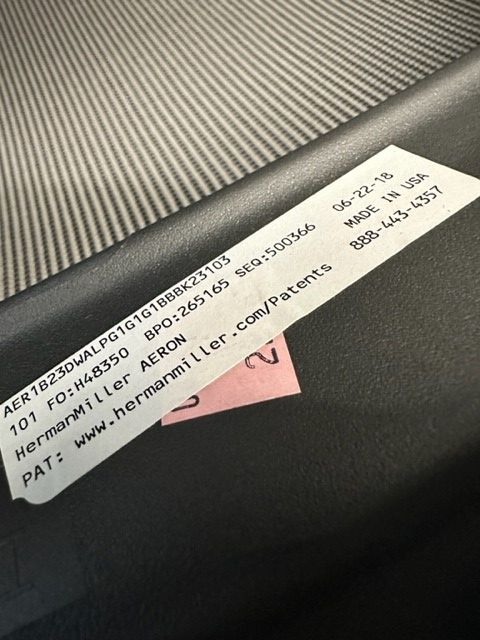 AER1B23DWALPG1G1G1BBBK23103
101 FO:H48350 BPO:265165 SEQ:500366 06-22-18
HermanMiller AERON MADE IN USA
PAT: www.hermanmiller.com/Patents 888-443-4357
2